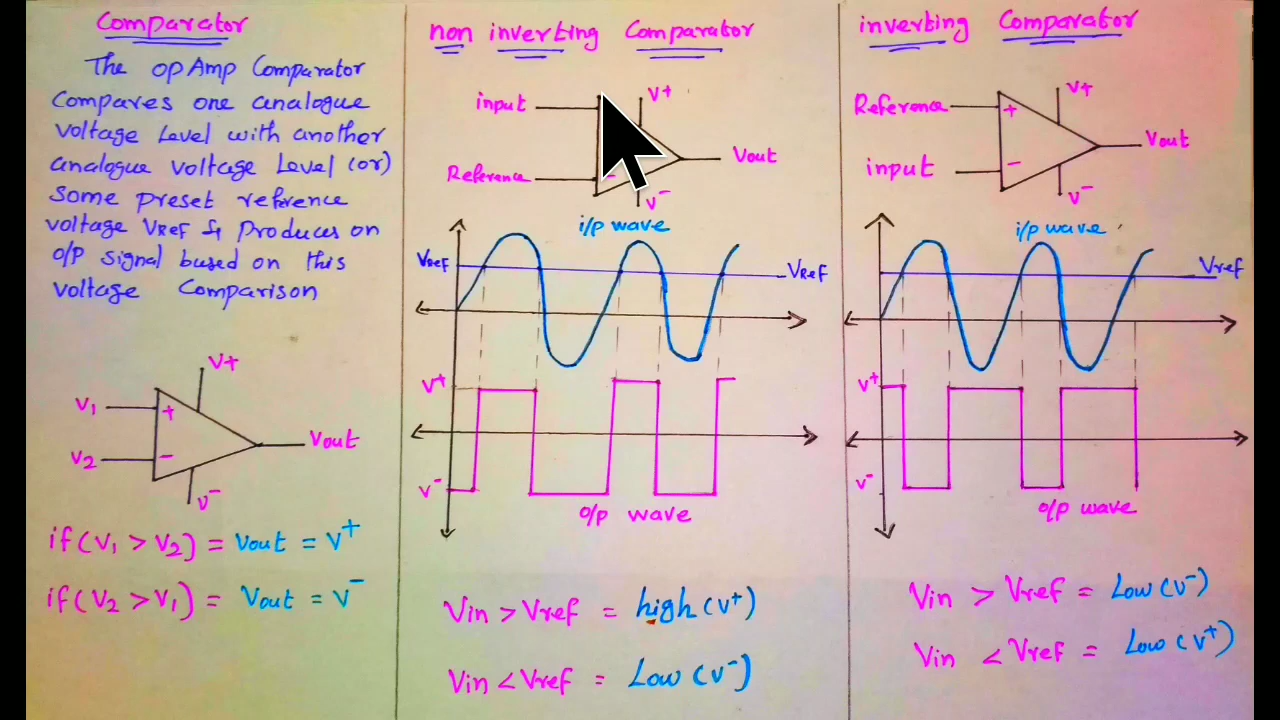 Comparator
The opAmp Comparator
Compares one analogue
voltage Level with another
analogue voltage Level (or)
Some preset reference
voltage VRef & Produces on
O/P Signal based on this
voltage Comparison
V+
V1
+
V2
-
Vout
V-
if(V1 > V2) = Vout = V+
if(V2 > V1) = Vout = V-
non inverting Comparator
input
V+
Reference
-
Vout
V-
i/p wave
VRef
VRef
V+
V-
o/p wave
Vin > Vref = high(V+)
Vin < Vref = Low(V-)
inverting Comparator
Reference
+
V+
input
-
Vout
V-
i/p wave
Vref
V+
V-
o/p wave
Vin > Vref = Low(V-)
Vin < Vref = Low(V+)